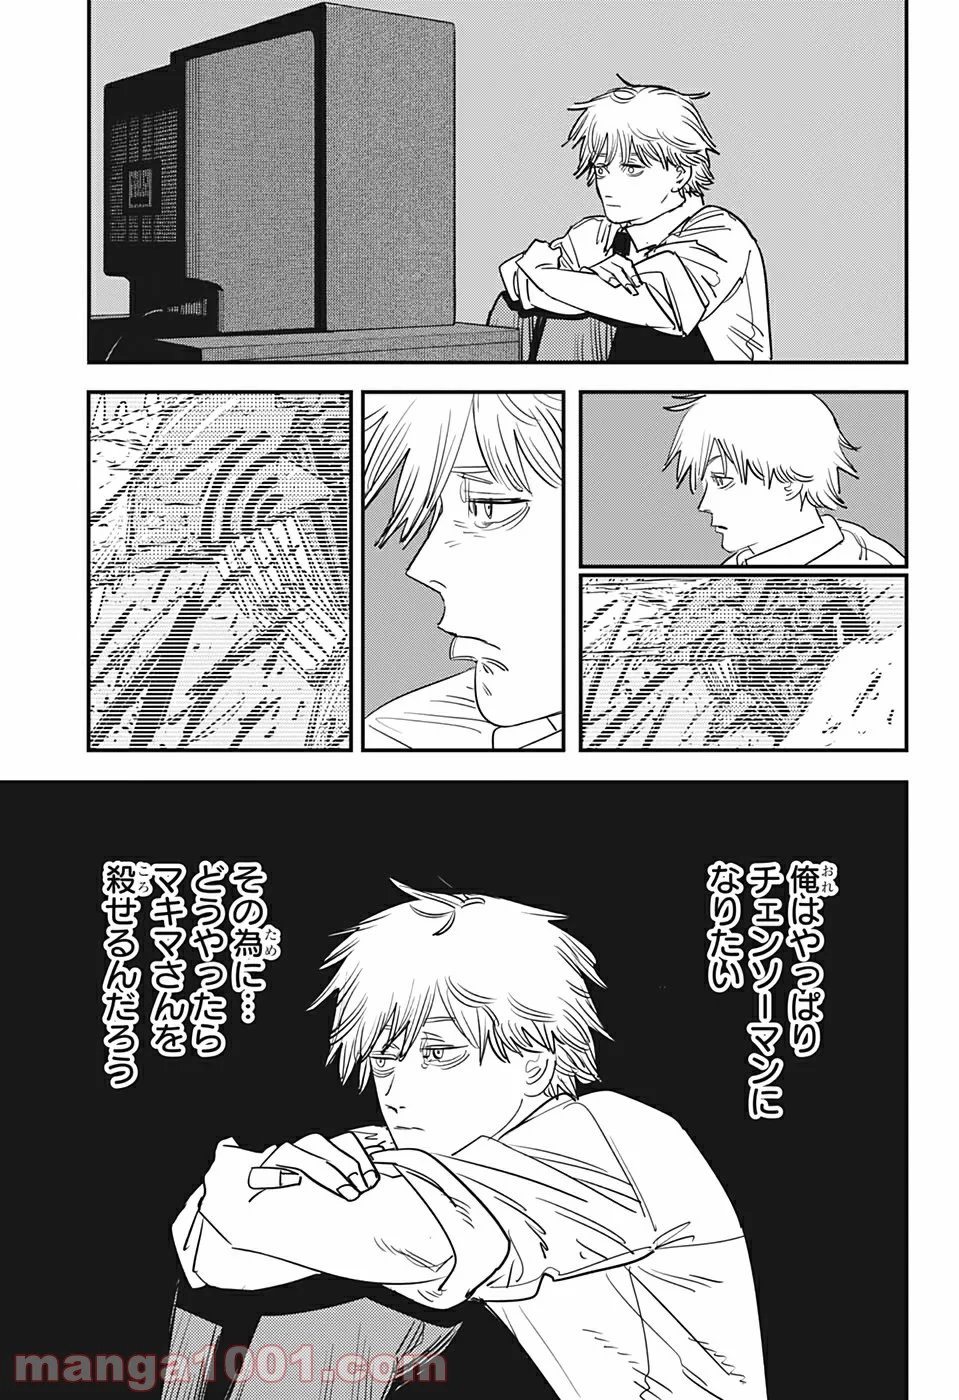 俺はやっぱり
チェンソーマンに
なりたい
その為に…
どうやったら
マキマさんを
殺せるんだろう
manga1001.com